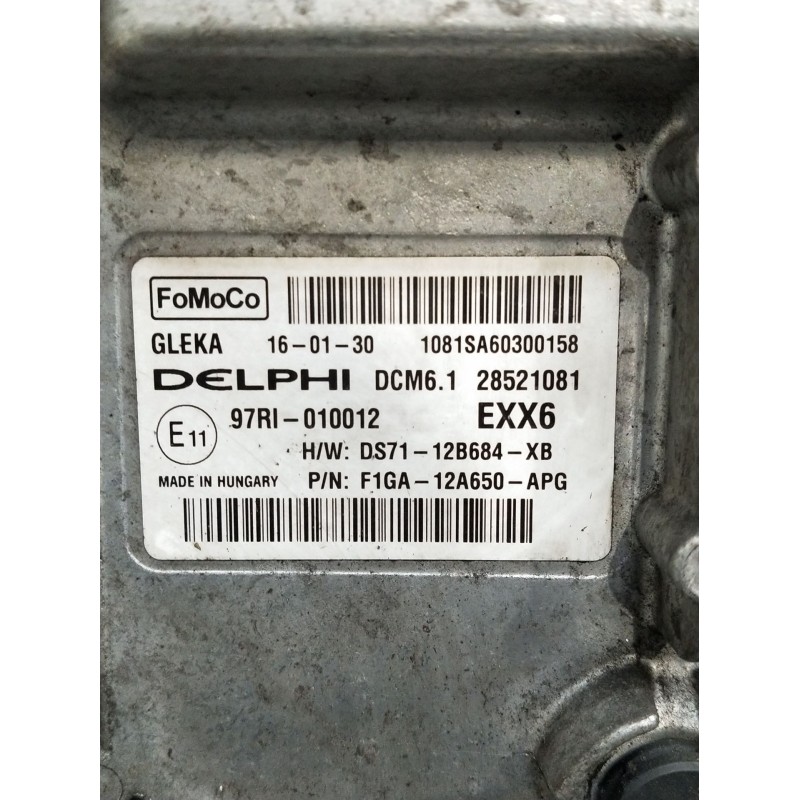 FoMoCo
GLEKA 16-01-30 1081SA60300158
DELPHI DCM6.1 28521081
E11 97RI-010012 EXX6
H/W: DS71-12B684-XB
MADE IN HUNGARY P/N: F1GA-12A650-APG